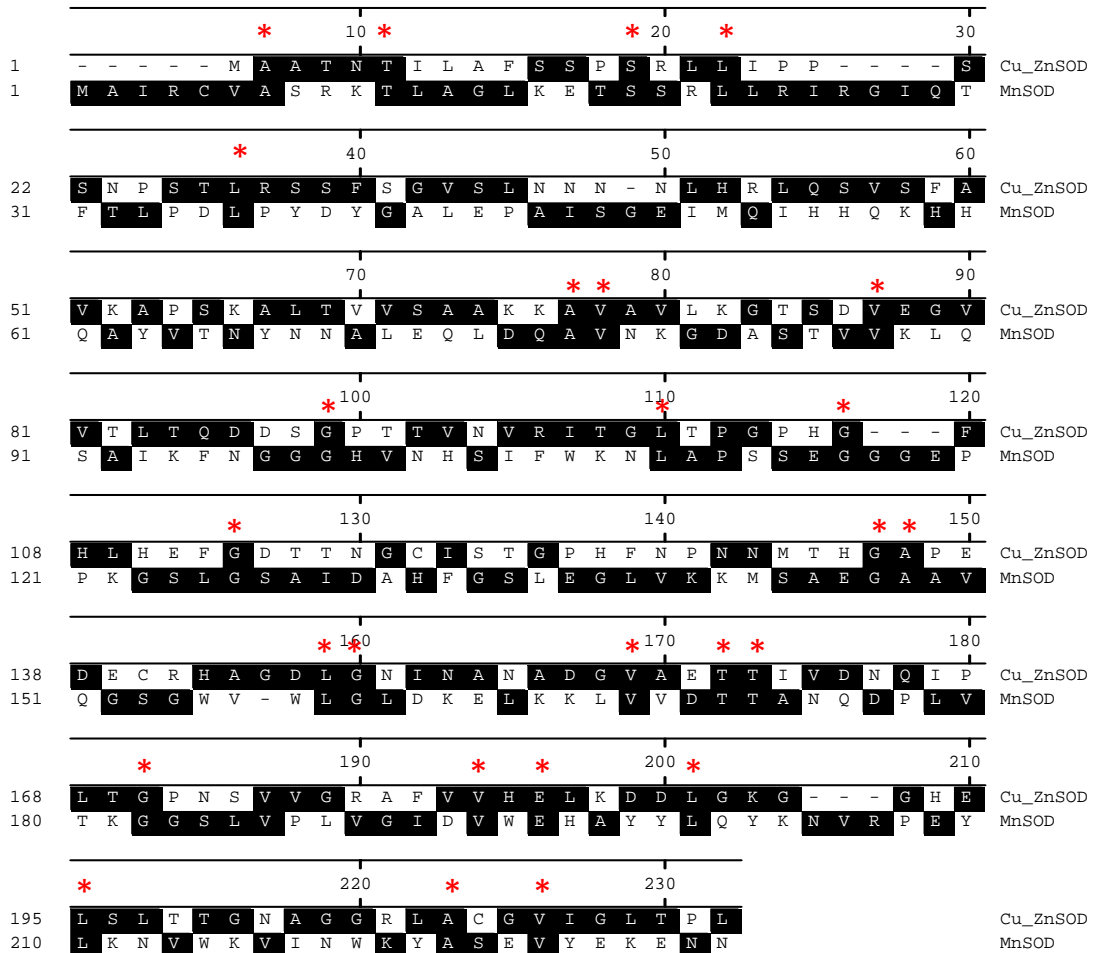 * 10 * * 20 * 30
1 - - - - - M A A T N T I L A F S S P S R L L I P P - - - - S Cu_ZnSOD
1 M A I R C V A S R K T L A G L K E T S S R L L R I R G I Q T MnSOD
* 40 50 60
22 S N P S T L R S S F S G V S L N N N - N L H R L Q S V S F A Cu_ZnSOD
31 F T L P D L P Y D Y G A L E P A I S G E I M Q I H H Q K H H MnSOD
70 * * 80 * 90
51 V K A P S K A L T V V S A A K K A V A V L K G T S D V E G V Cu_ZnSOD
61 Q A Y V T N Y N N A L E Q L D Q A V N K G D A S T V V K L Q MnSOD
* 100 * 110 * 120
81 V T L T Q D D S G P T T V N V R I T G L T P G P H G - - - F Cu_ZnSOD
91 S A I K F N G G G H V N H S I F W K N L A P S S E G G G E P MnSOD
* 130 140 * * 150
108 H L H E F G D T T N G C I S T G P H F N P N N M T H G A P E Cu_ZnSOD
121 P K G S L G S A I D A H F G S L E G L V K K M S A E G A A V MnSOD
* * 160 * 170 * * 180
138 D E C R H A G D L G N I N A N A D G V A E T T I V D N Q I P Cu_ZnSOD
151 Q G S G W V - W L G L D K E L K K L V V D T T A N Q D P L V MnSOD
* 190 * * 200 * 210
168 L T G P N S V V G R A F V V H E L K D D L G K G - - - G H E Cu_ZnSOD
180 T K G G S L V P L V G I D V W E H A Y Y L Q Y K N V R P E Y MnSOD
* 220 * * 230
195 L S L T T G N A G G R L A C G V I G L T P L Cu_ZnSOD
210 L K N V W K V I N W K Y A S E V Y E K E N N MnSOD